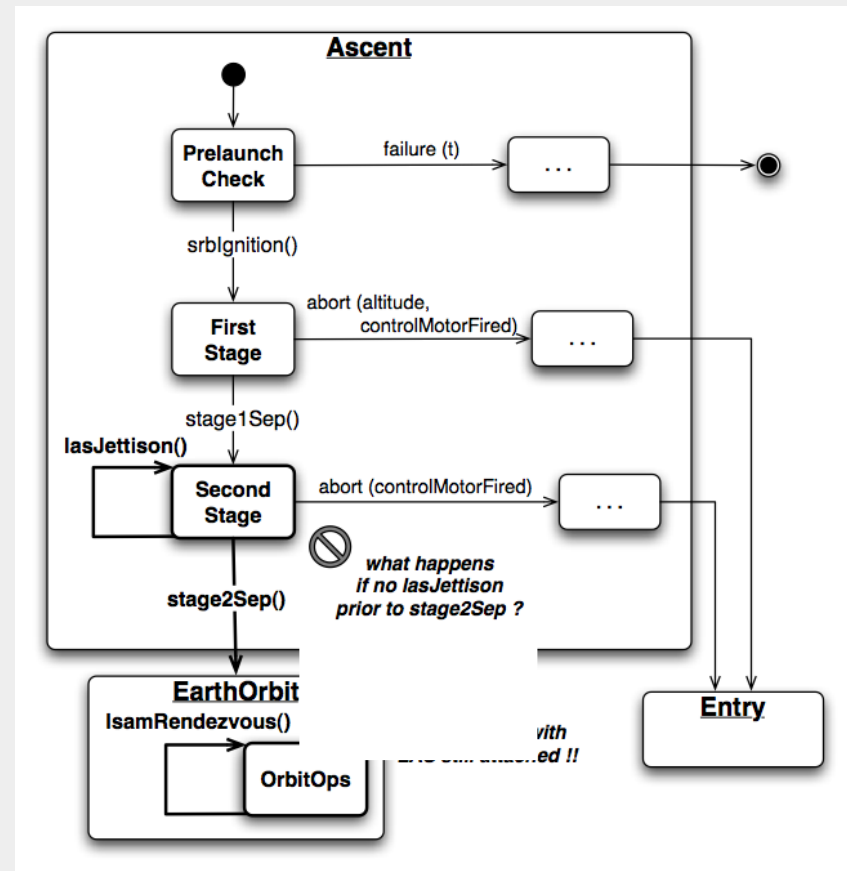 Ascent
Prelaunch
Check
failure (t)
. . .
srbIgnition()
abort (altitude,
controlMotorFired)
First
Stage
. . .
stage1Sep()
lasJettison()
Second
Stage
abort (controlMotorFired)
. . .
what happens
if no lasJettison
prior to stage2Sep ?
stage2Sep()
EarthOrbit
Entry
lsamRendezvous()
with
attached !!
OrbitOps